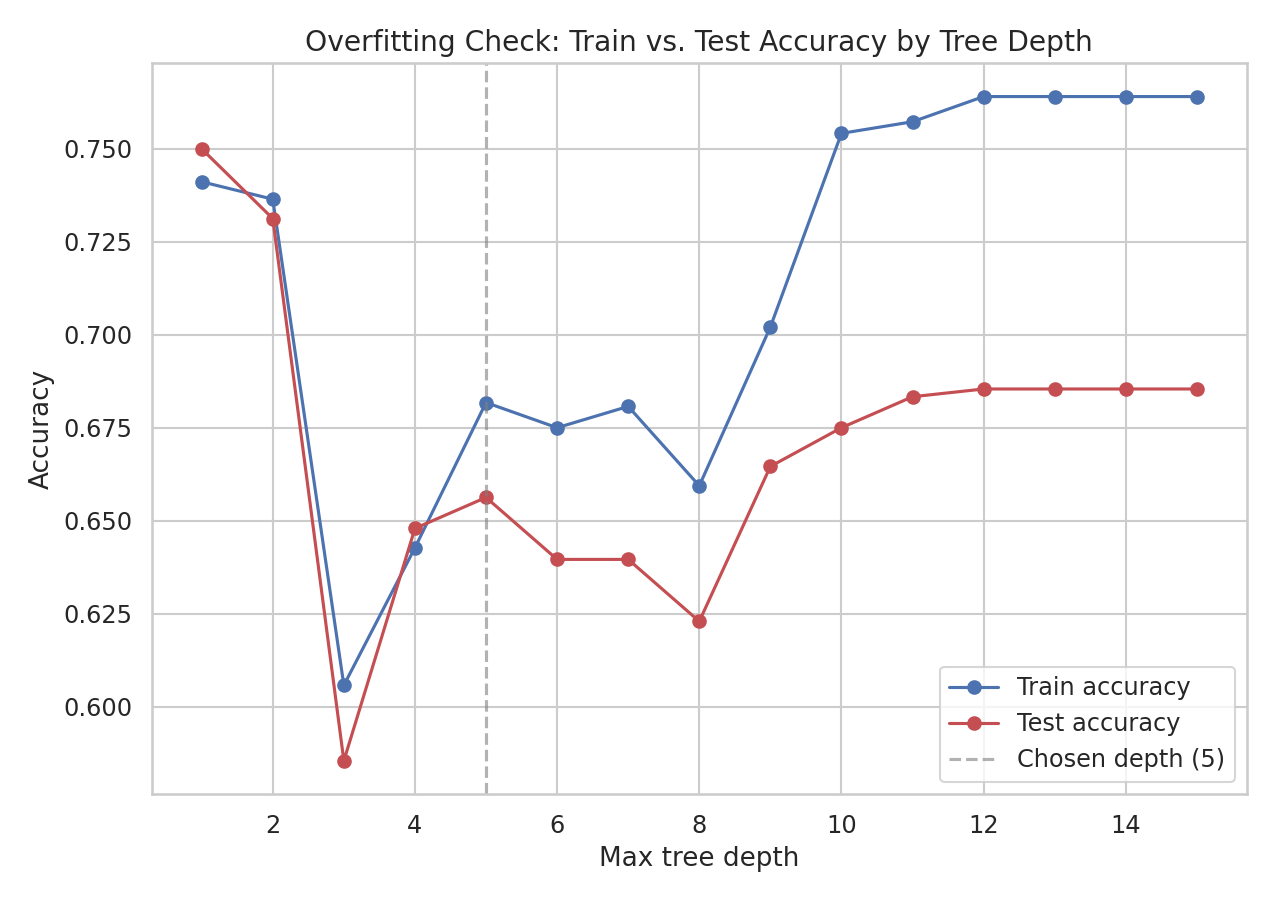 Overfitting Check: Train vs. Test Accuracy by Tree Depth
Accuracy
0.750
0.725
0.700
0.675
0.650
0.625
0.600
Train accuracy
Test accuracy
Chosen depth (5)
2 4 6 8 10 12 14
Max tree depth